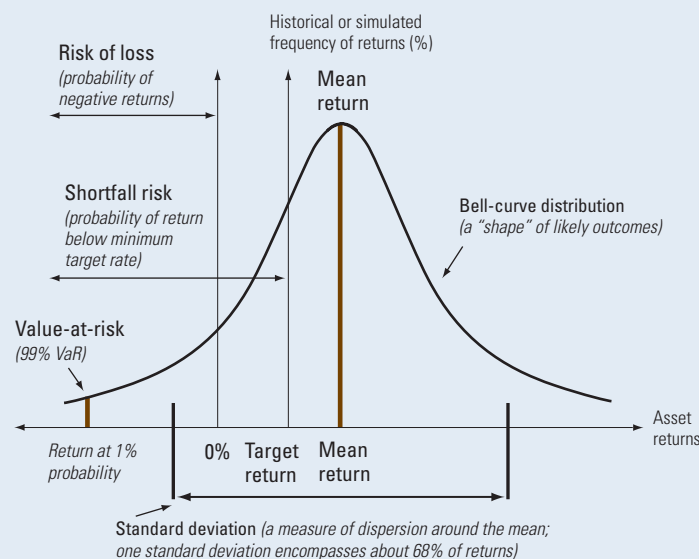 Historical or simulated
frequency of returns (%)
Risk of loss
(probability of
negative returns)
Mean
return
Shortfall risk
(probability of return
below minimum
target rate)
Bell-curve distribution
(a “shape” of likely outcomes)
Value-at-risk
(99% VaR)
Asset
returns
Return at 1%
probability
0%
Target
return
Mean
return
Standard deviation (a measure of dispersion around the mean;
one standard deviation encompasses about 68% of returns)